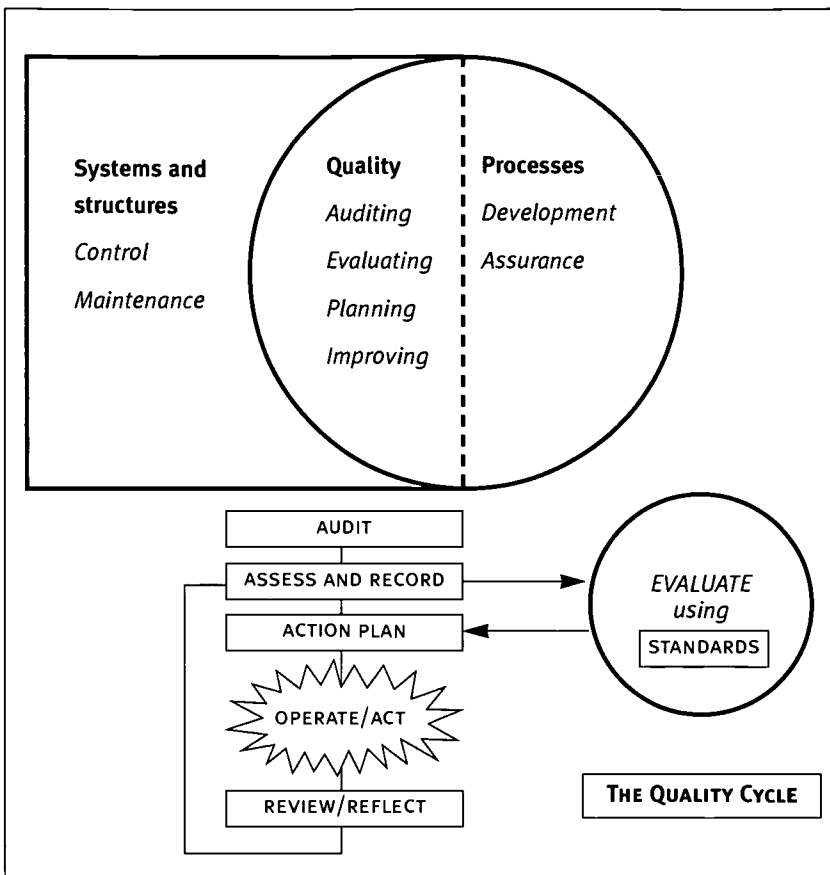 Systems and
structures
Control
Maintenance
Quality
Auditing
Evaluating
Planning
Improving
Processes
Development
Assurance
AUDIT
ASSESS AND RECORD
ACTION PLAN
OPERATE/ACT
REVIEW/REFLECT
EVALUATE
using
STANDARDS
THE QUALITY CYCLE